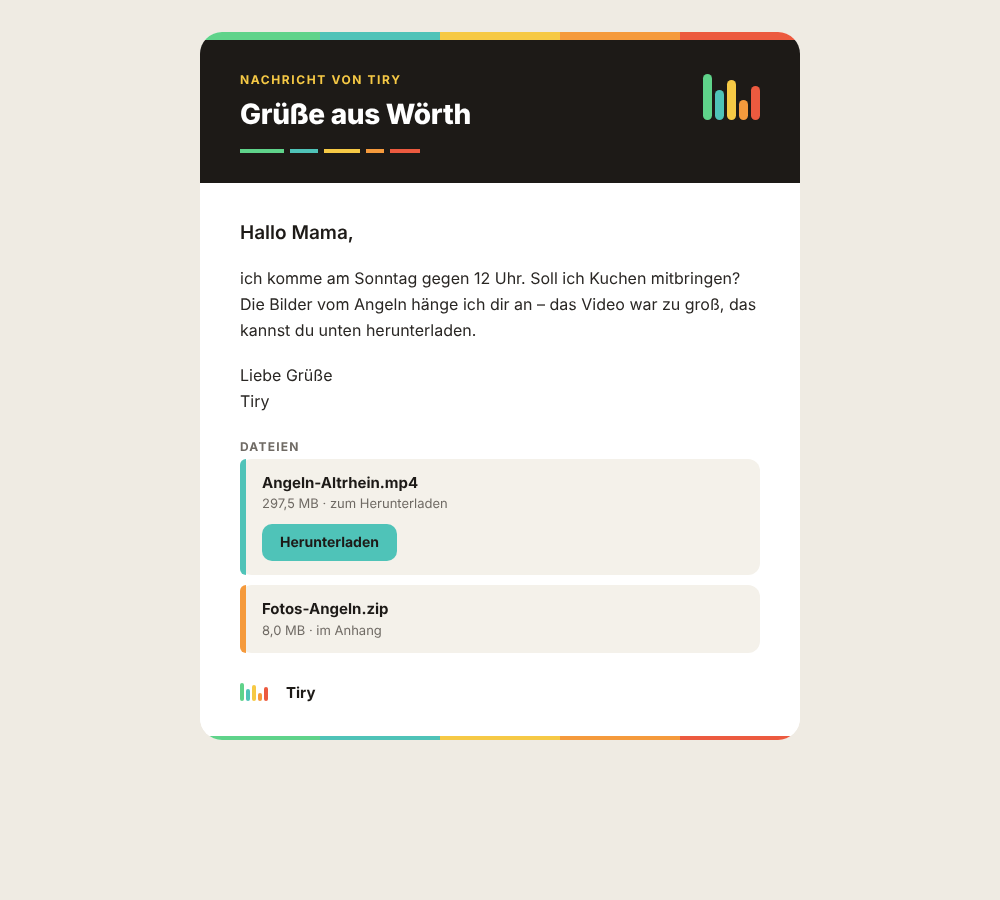 NACHRICHT VON TIRY
Grüße aus Wörth
Hallo Mama,
ich komme am Sonntag gegen 12 Uhr. Soll ich Kuchen mitbringen?
Die Bilder vom Angeln hänge ich dir an – das Video war zu groß, das
kannst du unten herunterladen.
Liebe Grüße
Tiry
DATEIEN
Angeln-Altrhein.mp4
297,5 MB · zum Herunterladen
Herunterladen
Fotos-Angeln.zip
8,0 MB · im Anhang
Tiry